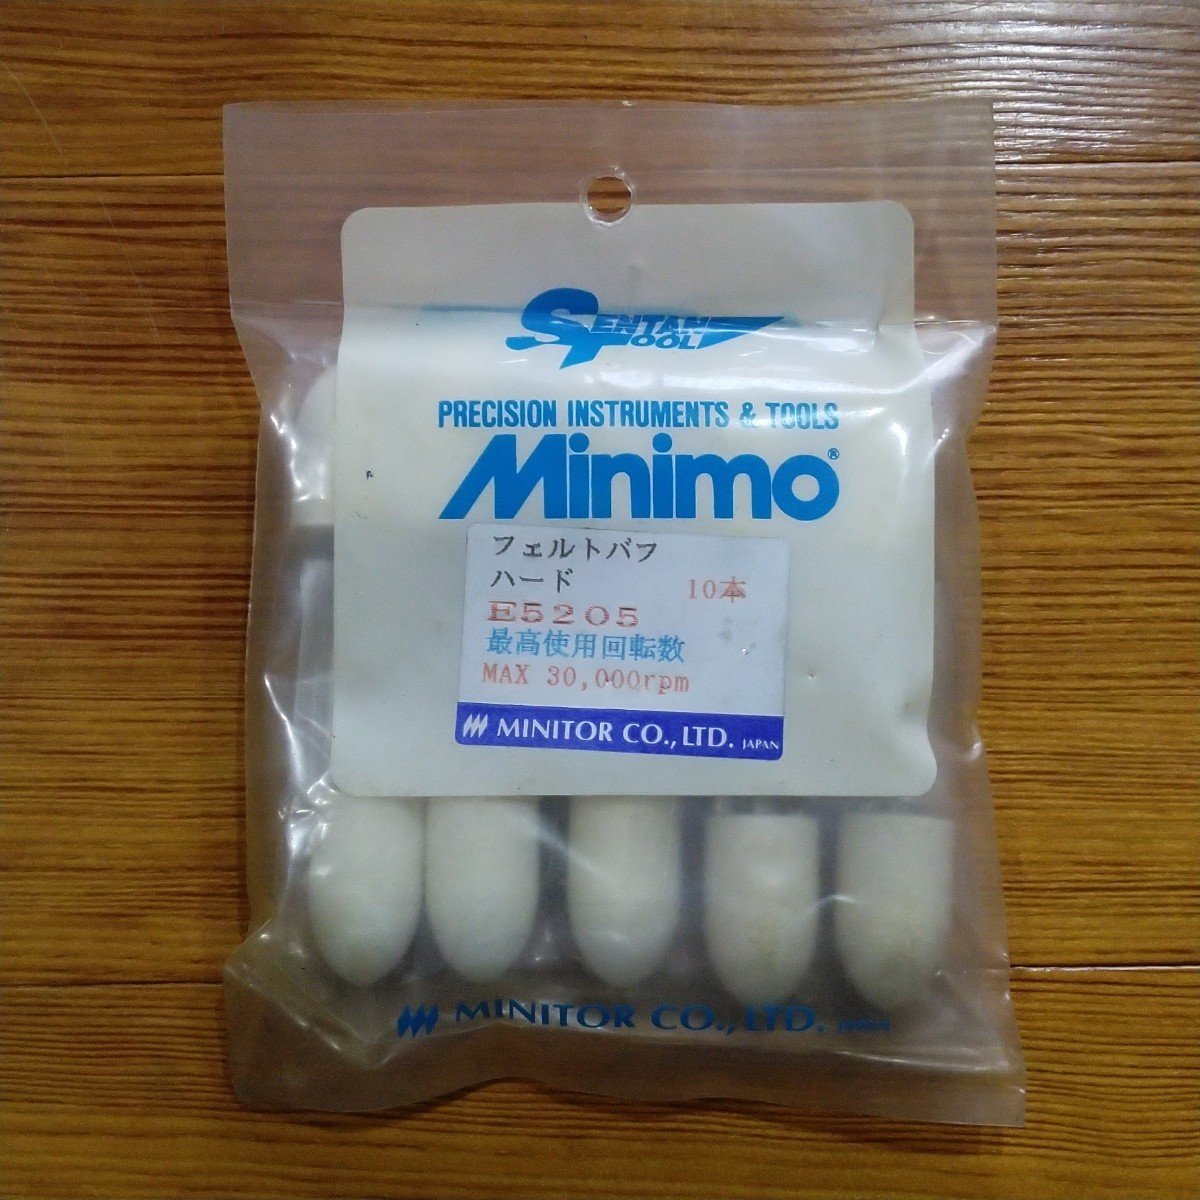 SENTAN
TOOL
PRECISION INSTRUMENTS & TOOLS
Minimo®
フェルトバフ
ハード 10本
E5205
最高使用回転数
MAX 30,000rpm
MINITOR CO., LTD. JAPAN
MINITOR CO., LTD. JAPAN